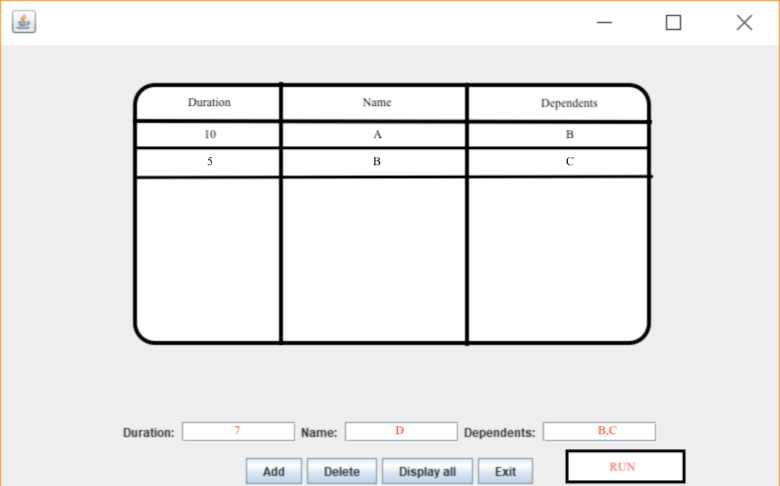 Duration Name Dependents
10 A B
5 B C
Duration: 7 Name: D Dependents: B,C
Add Delete Display all Exit RUN